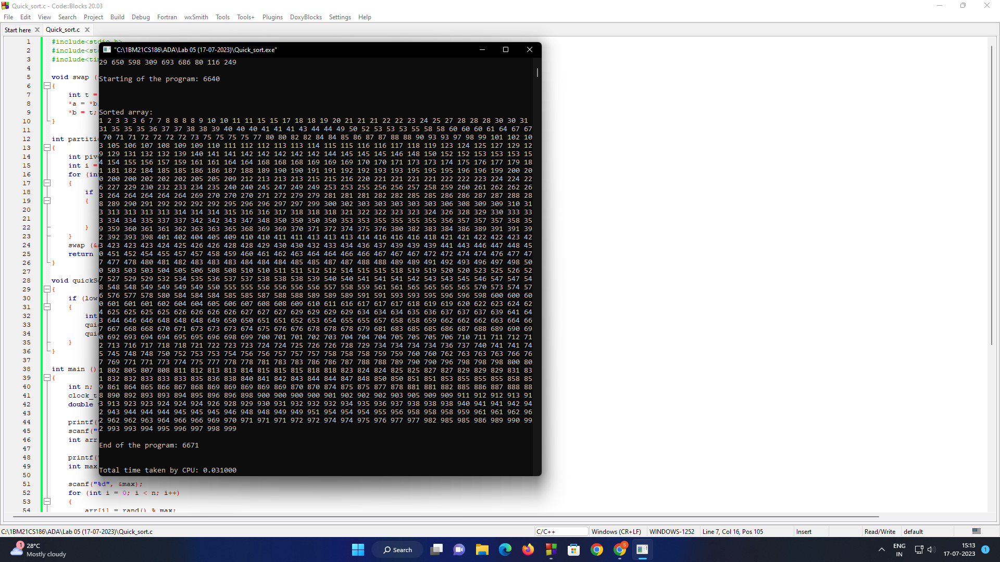 Quick_sort.c - Code::Blocks 20.03
File Edit View Search Project Build Debug Fortran wxSmith Tools Tools+ Plugins DoxyBlocks Settings Help
Start here Quick_sort.c
1 #include<stdio.h>
2 #include<st
3 #include<ti
4
5 void swap (
6 {
7 int t =
8 *a = *b
9 *b = t;
10 }
11
12 int partiti
13 {
14 int piv
15 int i =
16 for (in
17 {
18 if
19 {
20
21
22 }
23 }
24 swap (&
25 return
26 }
27
28 void quickS
29 {
30 if (low
31 {
32 int
33 qui
34 qui
35 }
36 }
37
38 int main ()
39 {
40 int n;
41 clock_t
42 double
43
44 printf(
45 scanf("
46 int arr
47
48 printf("
49 int max
50
51 scanf("%d", &max);
52 for (int i = 0; i < n; i++)
53 {
54 arr[i] = rand() % max;
"C:\1BM21CS186\ADA\Lab 05 (17-07-2023)\Quick_sort.exe"
29 650 598 309 693 686 80 116 249
Starting of the program: 6640
Sorted array:
1 2 3 3 3 6 7 7 8 8 8 8 9 10 10 11 11 15 15 17 18 18 19 20 21 21 21 22 22 23 24 25 27 28 28 28 30 30 31
31 35 35 35 36 37 37 38 38 39 40 40 40 41 41 41 43 44 44 49 50 52 53 53 53 55 58 58 60 60 60 61 64 67 67
70 71 71 72 72 72 72 73 75 75 75 75 77 80 80 82 82 84 84 85 86 87 87 88 88 90 93 93 97 98 99 101 102 10
3 105 106 107 108 109 109 110 111 112 112 113 113 114 115 115 116 116 117 118 119 123 124 125 127 129 12
9 129 131 132 132 139 140 141 141 142 142 142 142 142 144 145 145 145 146 148 150 152 152 153 153 153 15
4 154 155 156 157 159 161 161 164 164 168 168 168 169 169 169 170 170 171 173 173 174 175 176 177 179 18
1 181 182 184 185 185 186 186 187 188 189 190 190 191 191 192 192 193 193 195 195 195 196 196 199 200 20
0 200 200 202 202 202 205 205 209 212 213 213 213 215 215 216 220 221 221 221 221 222 222 223 224 224 22
6 227 229 230 232 233 234 235 240 240 245 247 249 249 253 253 255 256 256 257 258 259 260 261 262 262 26
3 264 264 264 264 264 269 270 270 270 271 272 279 279 281 281 281 282 282 285 285 286 286 287 287 288 28
8 289 290 291 292 292 292 292 292 295 296 296 297 297 299 300 302 303 303 303 303 303 306 308 309 309 310 31
3 313 313 313 313 314 314 314 315 316 316 317 318 318 318 321 322 322 323 323 324 326 328 329 330 333 33
3 334 334 335 337 337 342 342 343 347 348 350 350 350 350 353 353 355 355 355 355 356 357 357 357 358 35
9 359 360 361 361 362 363 363 365 368 369 369 370 371 372 374 375 376 380 382 383 384 386 389 391 391 39
2 392 393 398 401 402 404 405 409 410 410 411 411 413 413 413 414 416 416 416 418 421 421 422 422 423 42
3 423 423 423 424 425 426 426 428 428 429 430 430 432 433 434 436 437 439 439 439 441 443 446 447 448 45
0 451 452 454 455 457 457 458 459 460 461 462 463 464 464 466 466 467 467 467 472 472 474 474 476 477 47
7 477 478 480 481 482 483 483 483 484 484 484 485 485 487 487 488 488 489 489 491 492 493 496 497 498 50
0 503 503 503 504 505 506 508 508 510 510 511 511 512 512 514 515 515 518 519 519 520 520 523 525 526 52
7 527 529 529 532 534 535 536 537 537 538 538 538 539 540 540 541 541 541 542 543 543 545 546 547 547 54
8 548 548 549 549 549 549 550 555 555 556 556 556 556 557 558 559 561 561 563 565 565 565 570 573 574 57
6 576 577 578 580 584 584 584 585 585 587 588 588 589 589 589 591 591 593 593 595 596 596 598 600 600 60
0 601 601 601 602 604 604 605 606 607 608 608 609 610 611 616 617 617 617 618 619 619 620 622 623 624 62
4 625 625 625 625 626 626 626 626 627 627 627 629 629 629 629 634 634 634 635 636 637 637 637 639 641 64
3 644 646 646 648 648 648 649 650 650 651 651 652 653 654 655 655 657 658 658 659 662 662 662 663 664 66
7 667 668 668 670 671 673 673 673 674 675 676 676 678 678 678 679 681 683 685 685 686 687 688 689 690 69
0 692 693 694 694 695 695 696 698 699 700 701 701 702 703 704 704 704 705 705 705 706 710 711 711 712 71
2 713 716 717 718 718 721 722 723 723 724 724 725 726 726 728 729 734 734 734 734 736 737 740 741 741 74
5 745 748 748 750 752 753 753 754 756 756 757 757 757 758 758 758 759 759 760 760 762 763 763 763 766 76
7 769 771 771 773 774 775 777 778 778 781 783 783 786 786 787 788 788 789 790 790 796 798 798 798 800 80
1 802 805 807 808 811 812 813 813 814 815 815 815 818 818 823 824 824 825 825 827 827 829 829 829 831 83
1 832 832 833 833 833 835 836 838 840 841 842 843 844 844 847 848 850 850 851 851 853 855 855 855 858 85
9 861 864 865 866 867 868 869 869 869 869 869 870 870 874 875 875 877 878 881 881 882 885 886 887 888 88
8 890 892 893 893 894 895 896 896 898 900 900 900 900 901 902 902 902 903 905 909 909 911 912 912 913 91
3 913 923 923 924 924 924 926 928 929 930 931 932 932 932 934 935 936 937 938 938 938 940 941 941 942 94
2 943 944 944 944 945 945 945 946 948 948 949 949 951 954 954 954 955 956 958 958 958 959 961 961 962 96
2 962 962 963 964 966 966 969 970 971 971 971 972 972 974 974 975 976 977 977 982 985 985 986 989 990 99
2 993 993 994 995 996 997 998 999
End of the program: 6671
Total time taken by CPU: 0.031000
C:\1BM21CS186\ADA\Lab 05 (17-07-2023)\Quick_sort.c C/C++ Windows (CR+LF) WINDOWS-1252 Line 7, Col 16, Pos 105 Insert Read/Write default
1 28°C
Mostly cloudy
Search
S
ENG
IN
15:13
17-07-2023
1